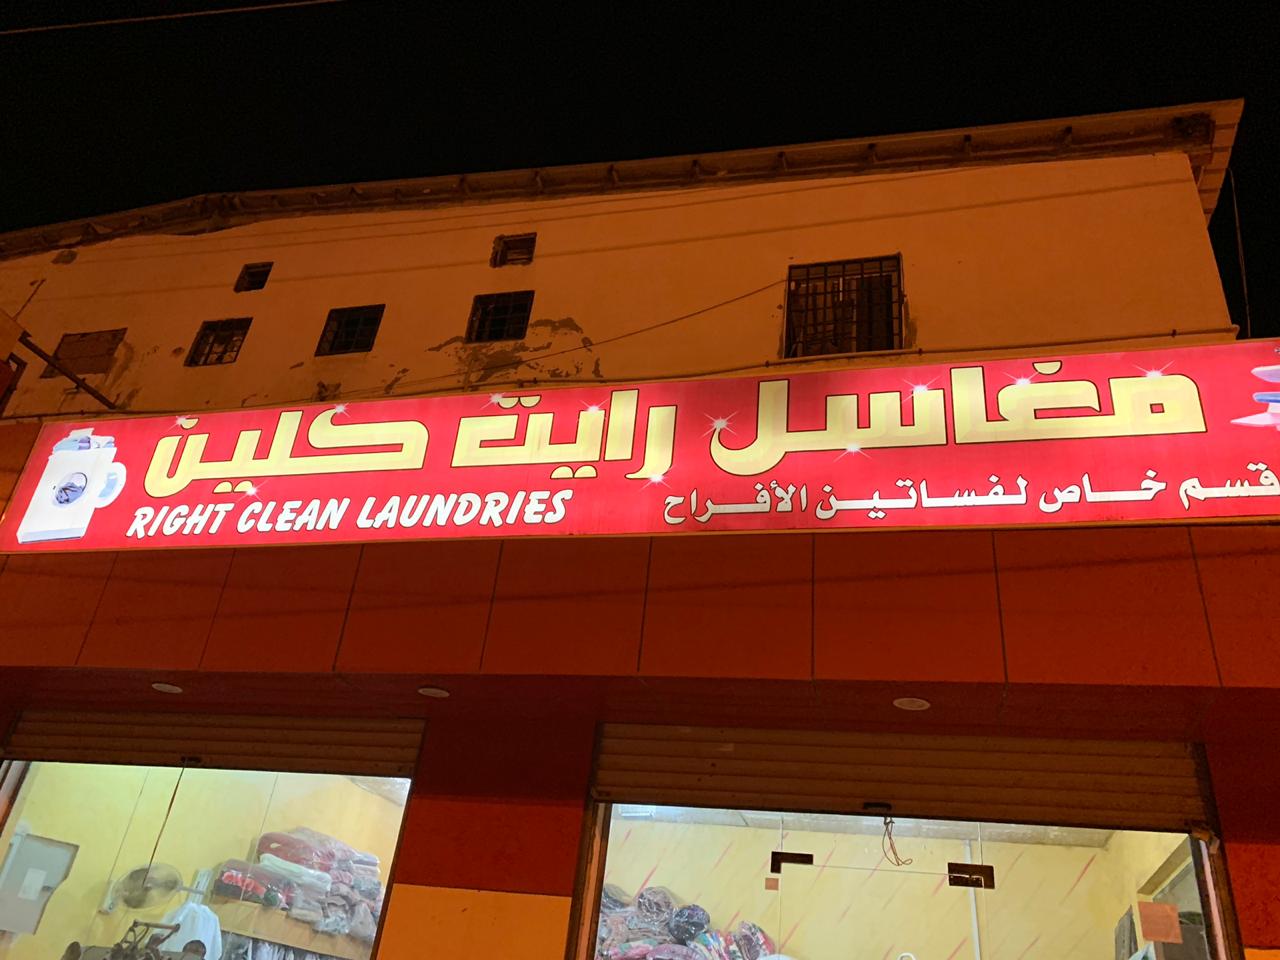 مغاسل رايت كلين
قسم خاص لفساتين الأفراح
RIGHT CLEAN LAUNDRIES